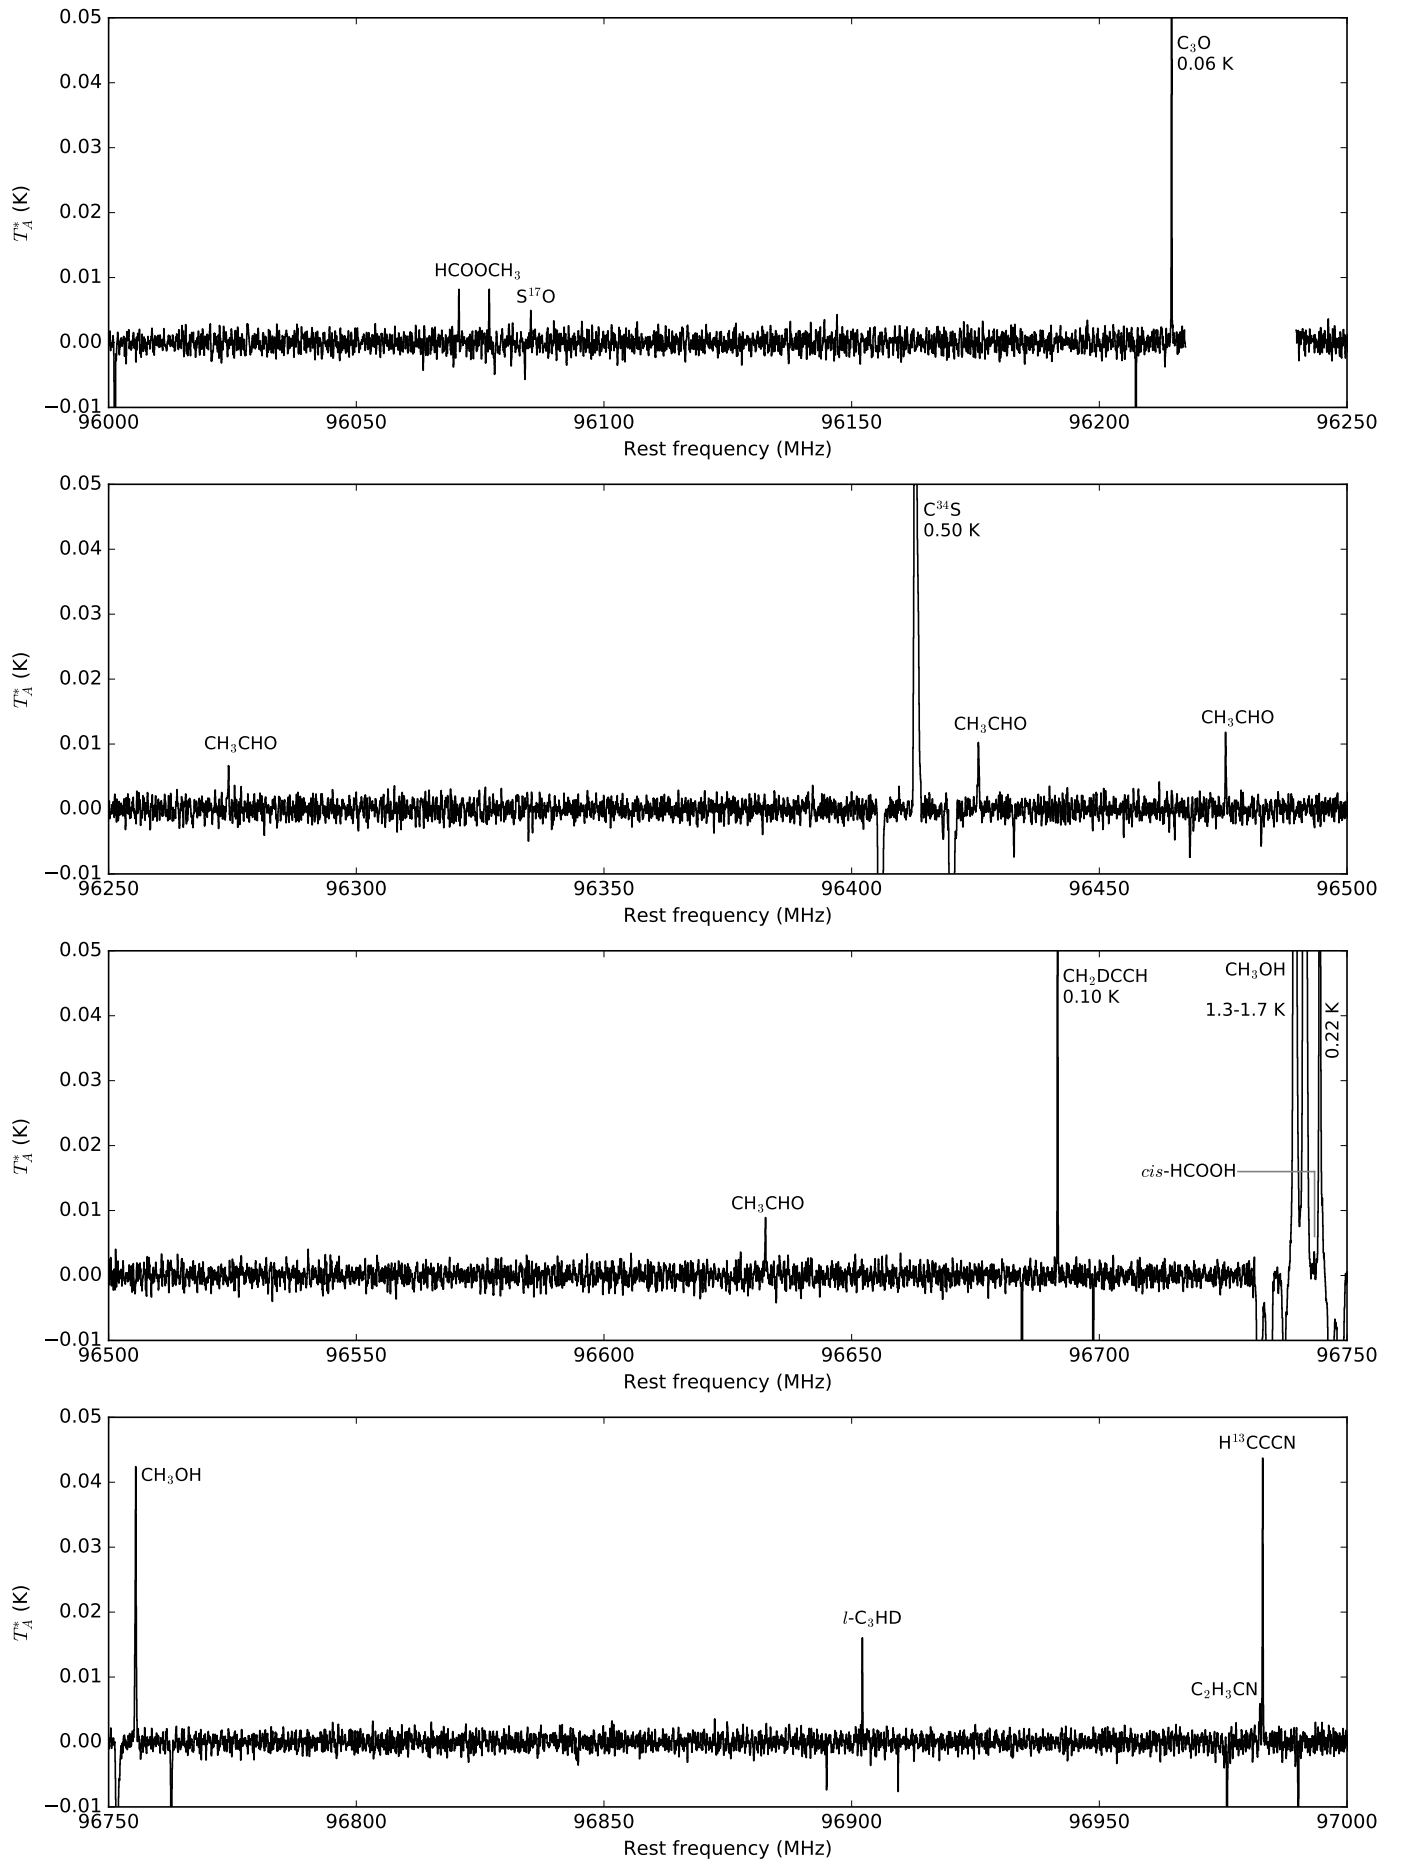 0.05
0.04
0.03
0.02
0.01
0.00
−0.01
T*A (K)
C3O
0.06 K
HCOOCH3
S17O
96000 96050 96100 96150 96200 96250
Rest frequency (MHz)
0.05
0.04
0.03
0.02
0.01
0.00
−0.01
T*A (K)
C34S
0.50 K
CH3CHO
CH3CHO
CH3CHO
96250 96300 96350 96400 96450 96500
Rest frequency (MHz)
0.05
0.04
0.03
0.02
0.01
0.00
−0.01
T*A (K)
CH2DCCH
0.10 K
CH3OH
1.3-1.7 K
0.22 K
cis-HCOOH
CH3CHO
96500 96550 96600 96650 96700 96750
Rest frequency (MHz)
0.05
0.04
0.03
0.02
0.01
0.00
−0.01
T*A (K)
H13CCCN
CH3OH
l-C3HD
C2H3CN
96750 96800 96850 96900 96950 97000
Rest frequency (MHz)